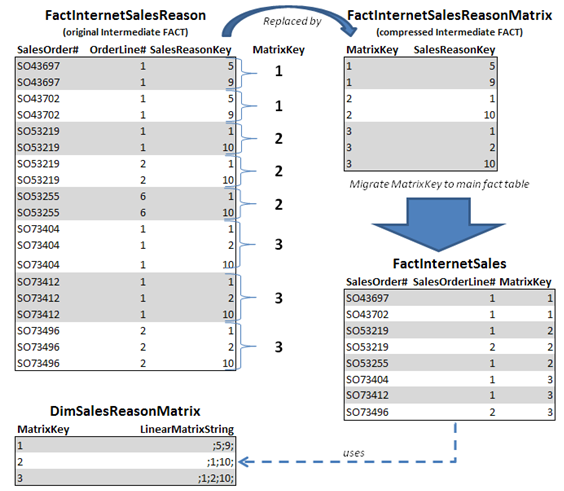 FactInternetSalesReason
(original Intermediate FACT)
SalesOrder# OrderLine# SalesReasonKey MatrixKey
SO43697 1 5
SO43697 1 9
1
SO43702 1 5
SO43702 1 9
1
SO53219 1 1
SO53219 1 10
2
SO53219 2 1
SO53219 2 10
2
SO53255 6 1
SO53255 6 10
2
SO73404 1 1
SO73404 1 2
SO73404 1 10
3
SO73412 1 1
SO73412 1 2
SO73412 1 10
3
SO73496 2 1
SO73496 2 2
SO73496 2 10
3
Replaced by
FactInternetSalesReasonMatrix
(compressed Intermediate FACT)
MatrixKey SalesReasonKey
1 5
1 9
2 1
2 10
3 1
3 2
3 10
Migrate MatrixKey to main fact table
FactInternetSales
SalesOrder# SalesOrderLine# MatrixKey
SO43697 1 1
SO43702 1 1
SO53219 1 2
SO53219 2 2
SO53255 1 2
SO73404 1 3
SO73412 1 3
SO73496 2 3
uses
DimSalesReasonMatrix
MatrixKey LinearMatrixString
1 ;5;9;
2 ;1;10;
3 ;1;2;10;